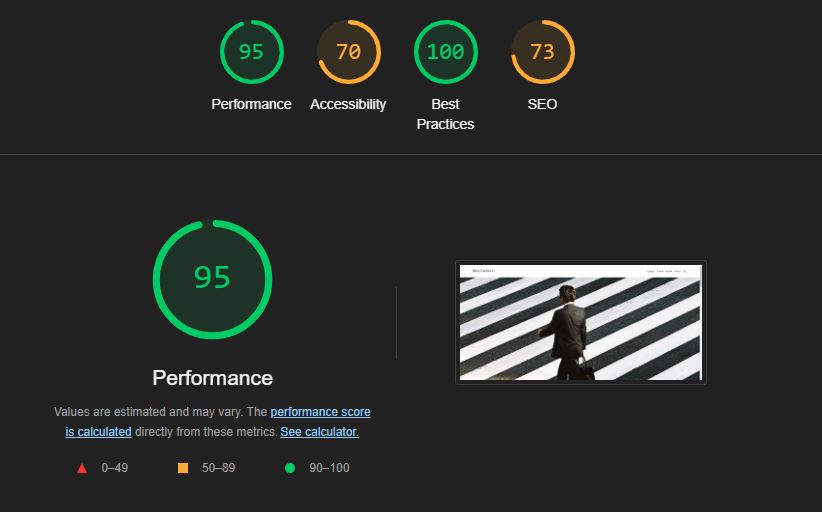 95
70
100
73
Performance
Accessibility
Best
Practices
SEO
95
Performance
Values are estimated and may vary. The performance score
is calculated directly from these metrics. See calculator.
0–49
50–89
90–100